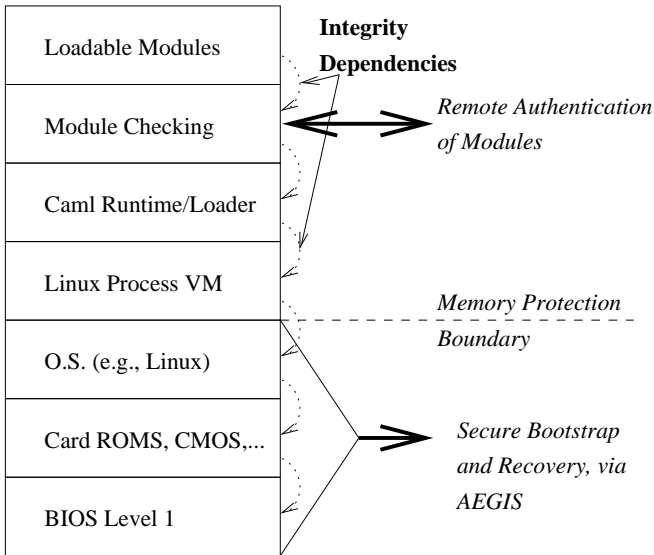 Loadable Modules
Integrity
Dependencies
Module Checking
Remote Authentication
of Modules
Caml Runtime/Loader
Linux Process VM
Memory Protection
Boundary
O.S. (e.g., Linux)
Card ROMS, CMOS,...
Secure Bootstrap
and Recovery, via
AEGIS
BIOS Level 1